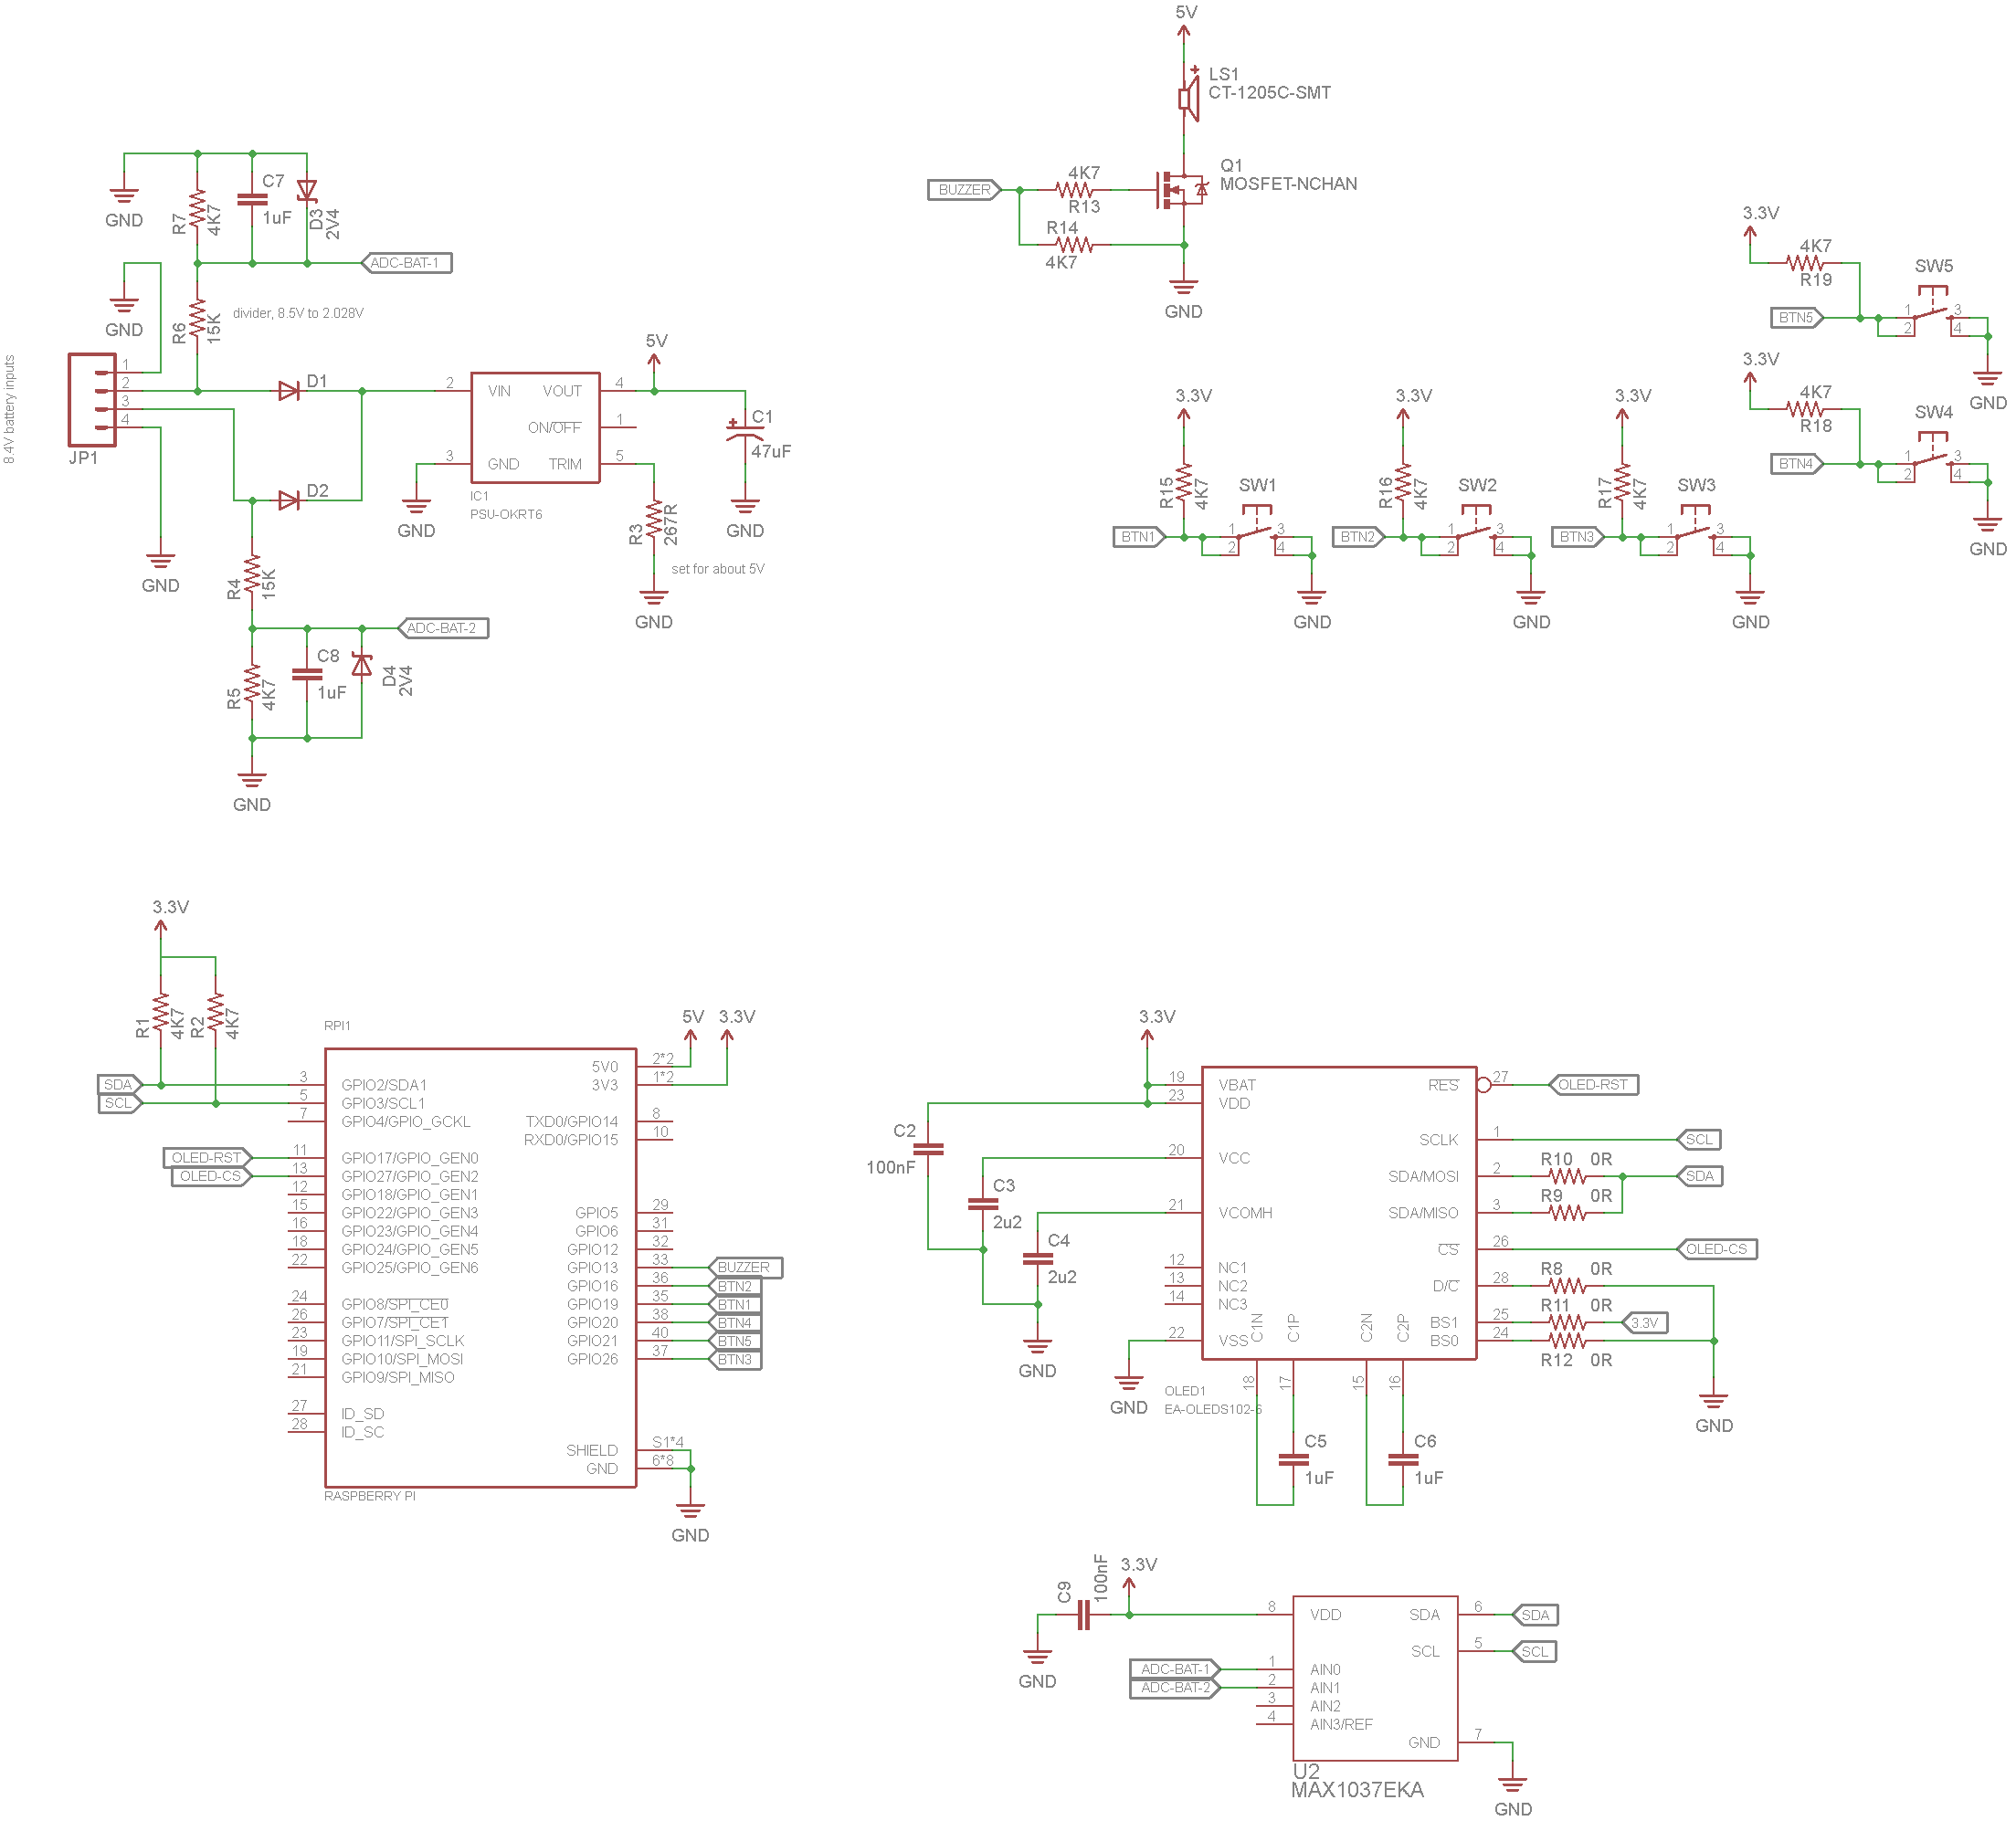 5V
LS1
CT-1205C-SMT
Q1
MOSFET-NCHAN
BUZZER
4K7
R13
R14
4K7
GND
GND
R7
4K7
C7
1uF
D3
2V4
ADC-BAT-1
GND
R6
15K
divider, 8.5V to 2.028V
8.4V battery inputs
1
2
3
4
JP1
GND
D1
D2
2
VIN
VOUT
4
ON/OFF
1
3
GND
TRIM
5
IC1
PSU-OKRT6
5V
C1
47uF
GND
GND
R3
267R
set for about 5V
GND
R4
15K
ADC-BAT-2
R5
4K7
C8
1uF
D4
2V4
GND
3.3V
4K7
R19
SW5
BTN5
1
2
3
4
GND
3.3V
4K7
R18
SW4
BTN4
1
2
3
4
GND
3.3V
R15
4K7
SW1
BTN1
1
2
3
4
GND
3.3V
R16
4K7
SW2
BTN2
1
2
3
4
GND
3.3V
R17
4K7
SW3
BTN3
1
2
3
4
GND
3.3V
R1
4K7
R2
4K7
SDA
SCL
OLED-RST
OLED-CS
RPI1
5V
3.3V
3
GPIO2/SDA1
5
GPIO3/SCL1
7
GPIO4/GPIO_GCKL
11
GPIO17/GPIO_GEN0
13
GPIO27/GPIO_GEN2
12
GPIO18/GPIO_GEN1
15
GPIO22/GPIO_GEN3
16
GPIO23/GPIO_GEN4
18
GPIO24/GPIO_GEN5
22
GPIO25/GPIO_GEN6
24
GPIO8/SPI_CE0
26
GPIO7/SPI_CE1
23
GPIO11/SPI_SCLK
19
GPIO10/SPI_MOSI
21
GPIO9/SPI_MISO
27
ID_SD
28
ID_SC
5V0
2*2
3V3
1*2
TXD0/GPIO14
8
RXD0/GPIO15
10
GPIO5
29
GPIO6
31
GPIO12
32
GPIO13
33
BUZZER
GPIO16
36
BTN2
GPIO19
35
BTN1
GPIO20
38
BTN4
GPIO21
40
BTN5
GPIO26
37
BTN3
SHIELD
S1*4
GND
6*8
RASPBERRY PI
GND
3.3V
C2
100nF
C3
2u2
C4
2u2
GND
GND
19
VBAT
23
VDD
20
VCC
21
VCOMH
12
NC1
13
NC2
14
NC3
22
VSS
C1N
C1P
C2N
C2P
18
17
15
16
OLED1
EA-OLEDS102-6
C5
1uF
C6
1uF
RES
27
OLED-RST
SCLK
1
SCL
SDA/MOSI
2
R10
0R
SDA
SDA/MISO
3
R9
0R
CS
26
OLED-CS
D/C
28
R8
0R
BS1
25
R11
0R
3.3V
BS0
24
R12
0R
GND
C9
100nF
3.3V
GND
8
VDD
SDA
6
SDA
SCL
5
SCL
ADC-BAT-1
1
AIN0
ADC-BAT-2
2
AIN1
3
AIN2
4
AIN3/REF
GND
7
U2
MAX1037EKA
GND